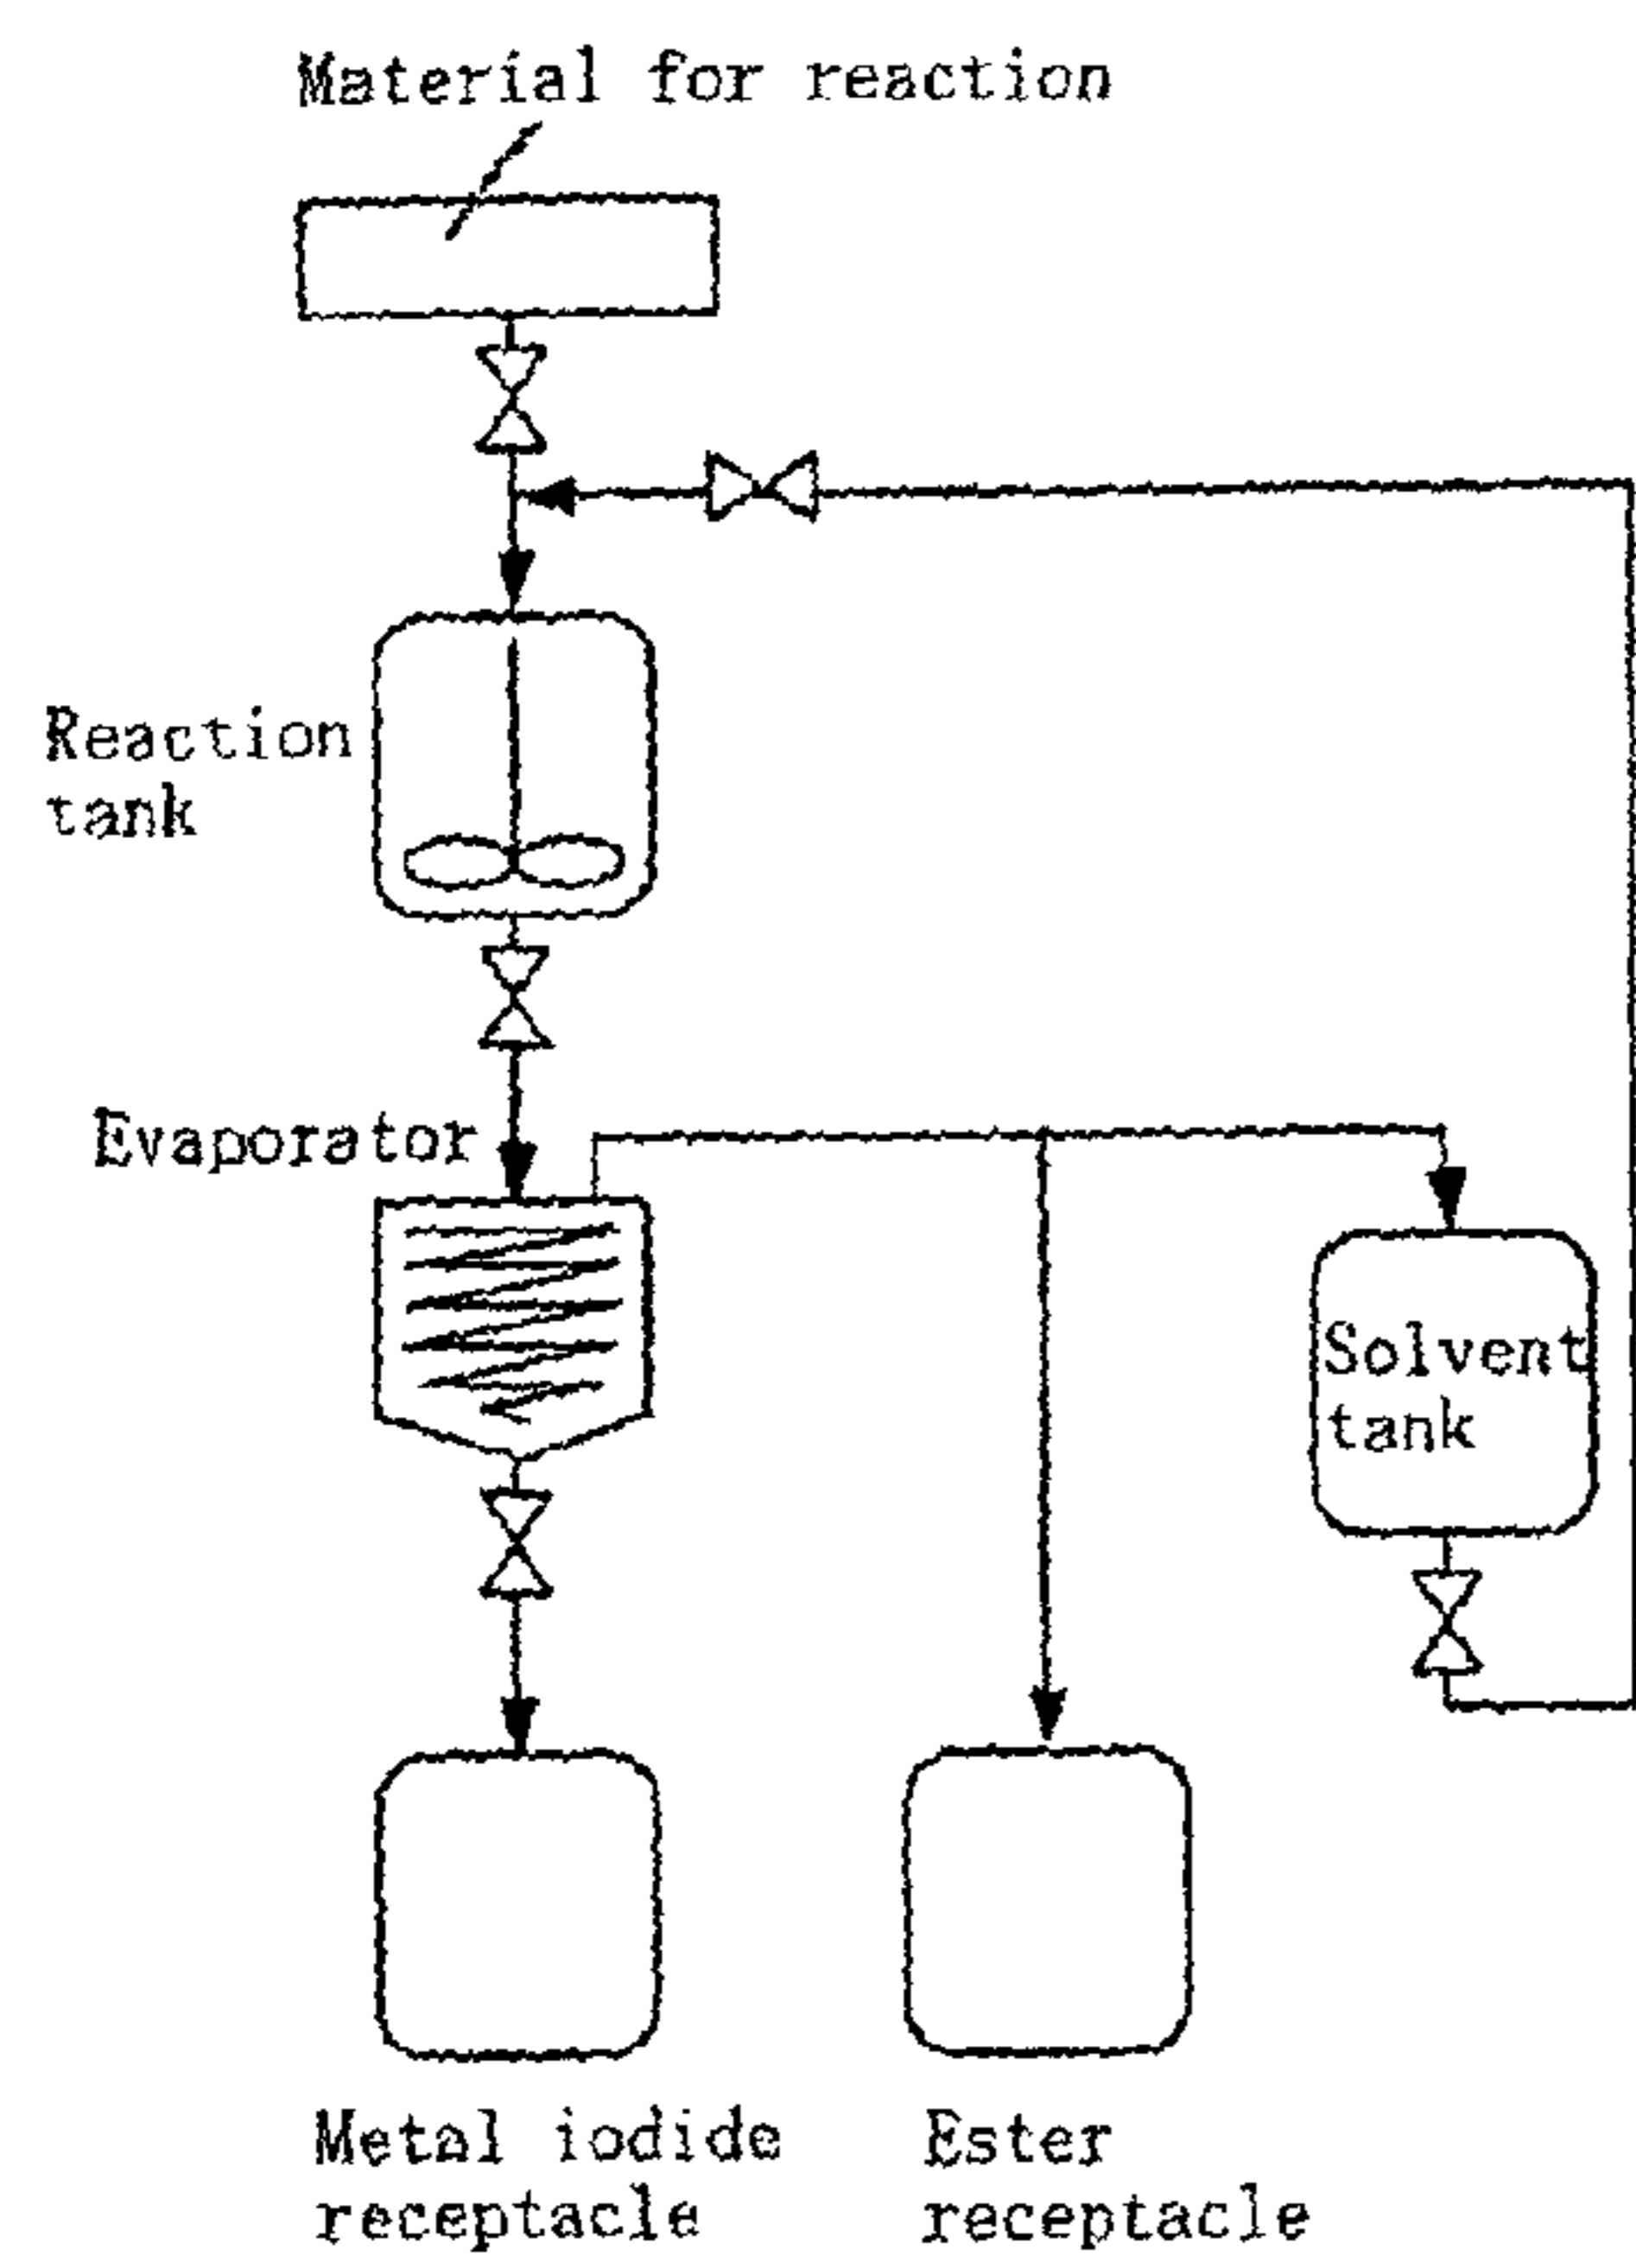 Material for reaction
Reaction
tank
Evaporator
Solvent
tank
Metal iodide
receptacle
Ester
receptacle